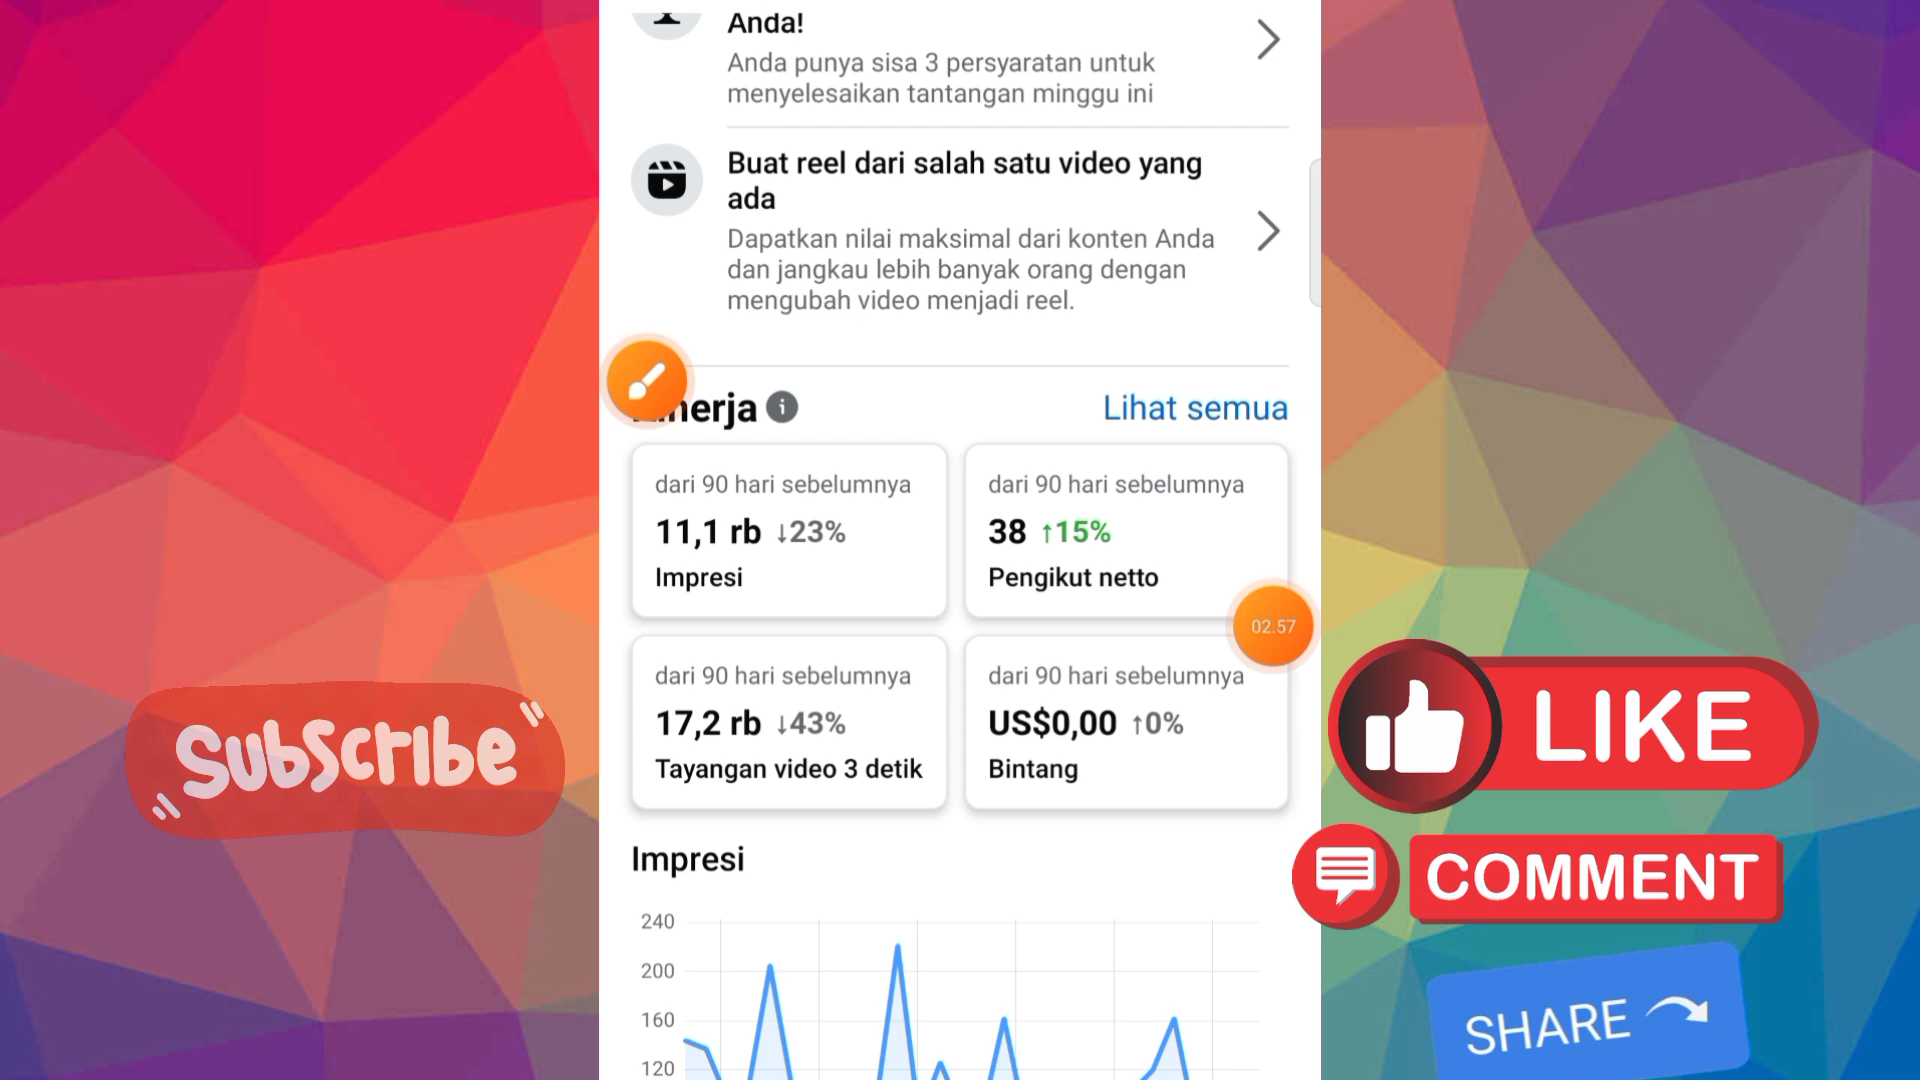 Anda!
Anda punya sisa 3 persyaratan untuk
menyelesaikan tantangan minggu ini
Buat reel dari salah satu video yang
ada
Dapatkan nilai maksimal dari konten Anda
dan jangkau lebih banyak orang dengan
mengubah video menjadi reel.
nerja
Lihat semua
dari 90 hari sebelumnya
11,1 rb ↓23%
Impresi
dari 90 hari sebelumnya
38 ↑15%
Pengikut netto
02.57
dari 90 hari sebelumnya
17,2 rb ↓43%
Tayangan video 3 detik
dari 90 hari sebelumnya
US$0,00 ↑0%
Bintang
Impresi
240
200
160
120
Subscribe
LIKE
COMMENT
SHARE